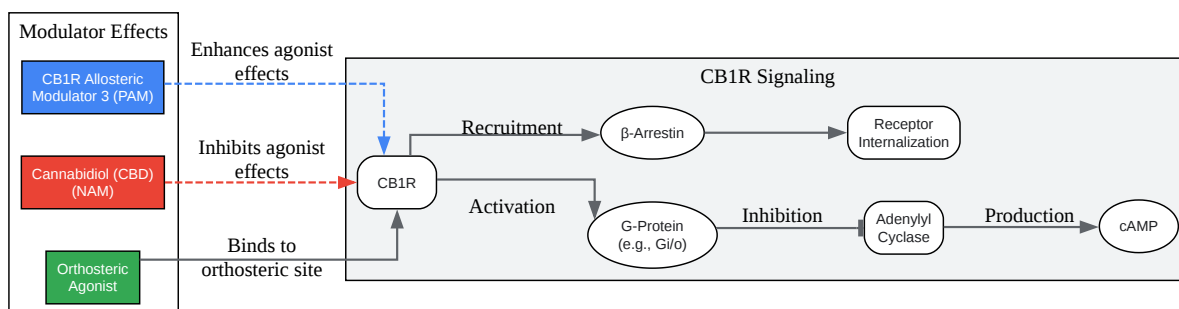 Modulator Effects
CB1R Allosteric
Modulator 3 (PAM)
Cannabidiol (CBD)
(NAM)
Orthosteric
Agonist
Enhances agonist
effects
Inhibits agonist
effects
Binds to
orthosteric site
CB1R Signaling
CB1R
Recruitment
β-Arrestin
Receptor
Internalization
Activation
G-Protein
(e.g., Gi/o)
Inhibition
Adenylyl
Cyclase
Production
cAMP